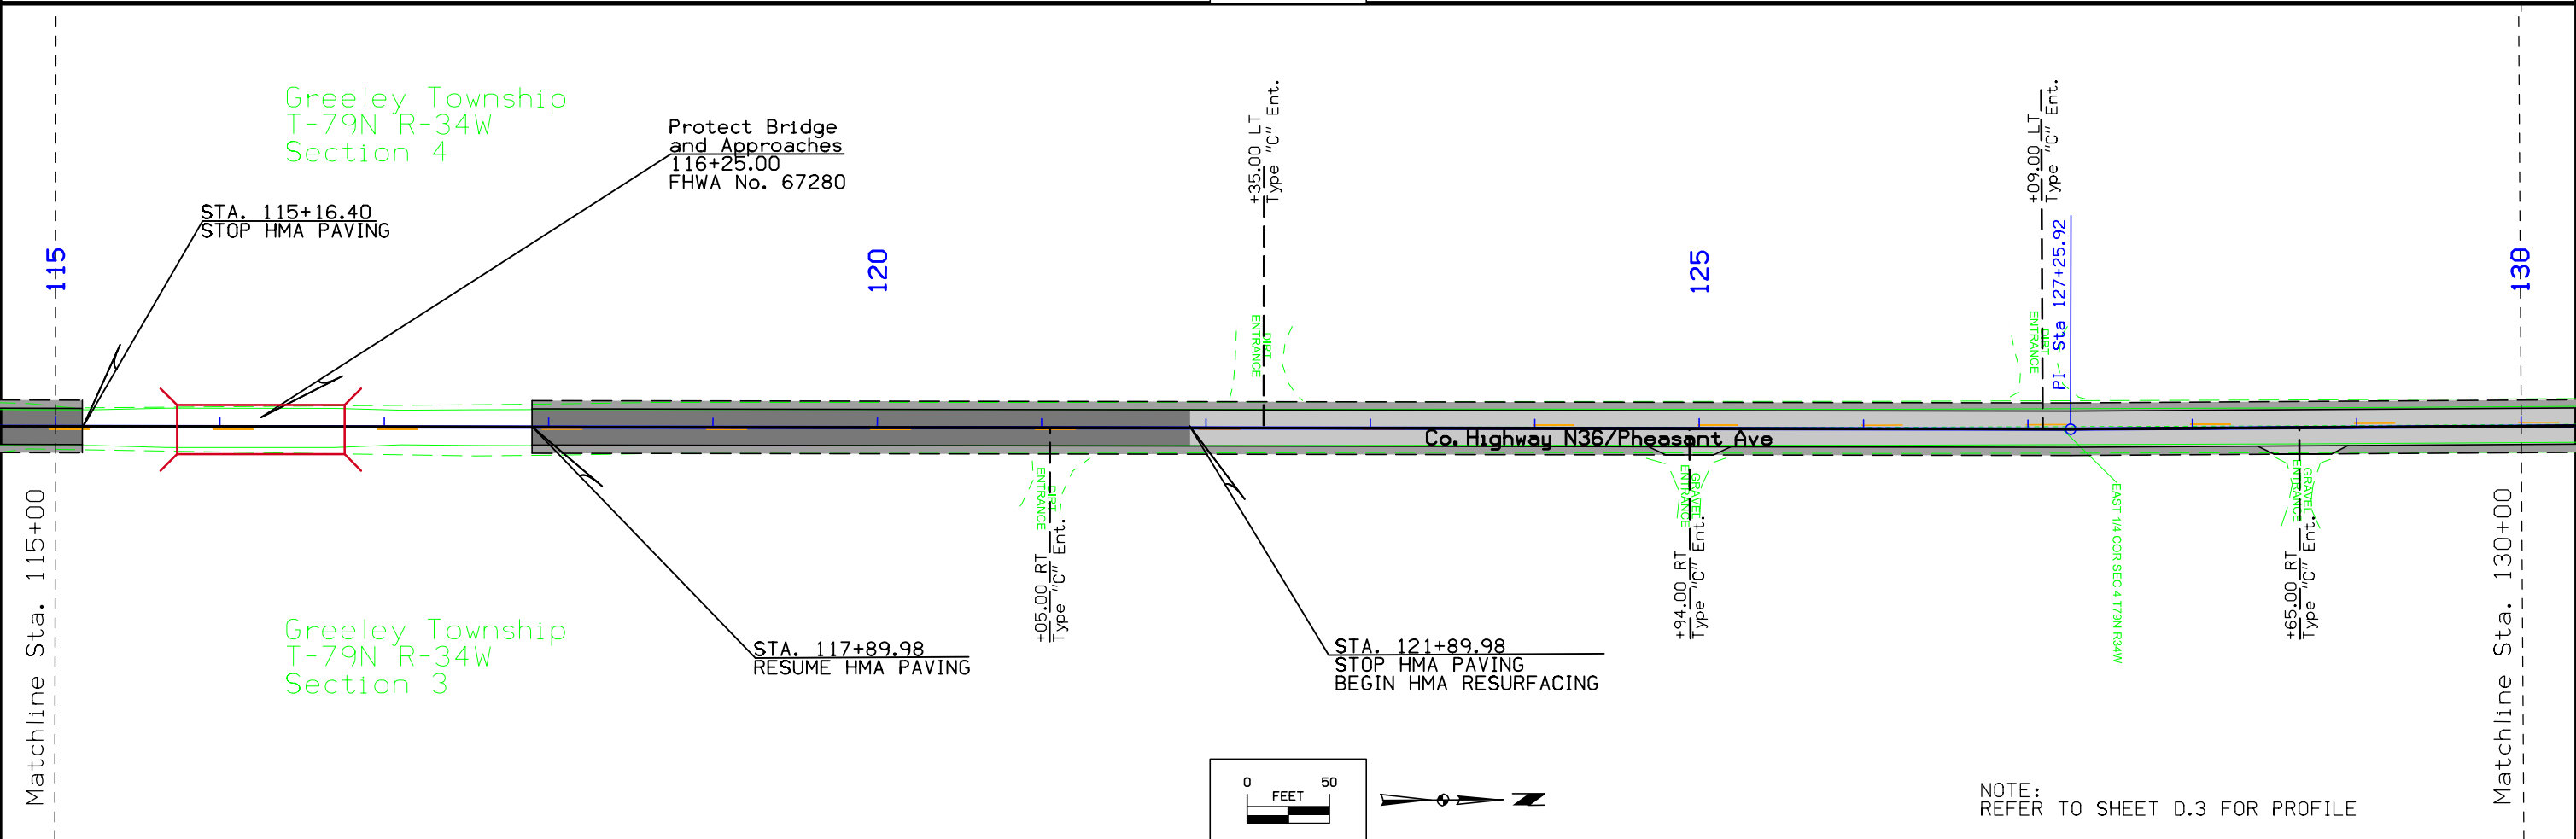 Greeley Township
T-79N R-34W
Section 4
Protect Bridge
and Approaches
116+25.00
FHWA No. 67280
STA. 115+16.40
STOP HMA PAVING
+35.00 LT
Type "C" Ent.
+09.00 LT
Type "C" Ent.
115
120
125
130
PI Sta 127+25.92
DIRT
ENTRANCE
DIRT
ENTRANCE
Co. Highway N36/Pheasant Ave
DIRT
ENTRANCE
GRAVEL
ENTRANCE
GRAVEL
ENTRANCE
EAST 1/4 COR SEC 4 T79N R34W
+05.00 RT
Type "C" Ent.
+94.00 RT
Type "C" Ent.
+65.00 RT
Type "C" Ent.
Matchline Sta. 115+00
Matchline Sta. 130+00
Greeley Township
T-79N R-34W
Section 3
STA. 117+89.98
RESUME HMA PAVING
STA. 121+89.98
STOP HMA PAVING
BEGIN HMA RESURFACING
0 50
FEET
N
NOTE:
REFER TO SHEET D.3 FOR PROFILE